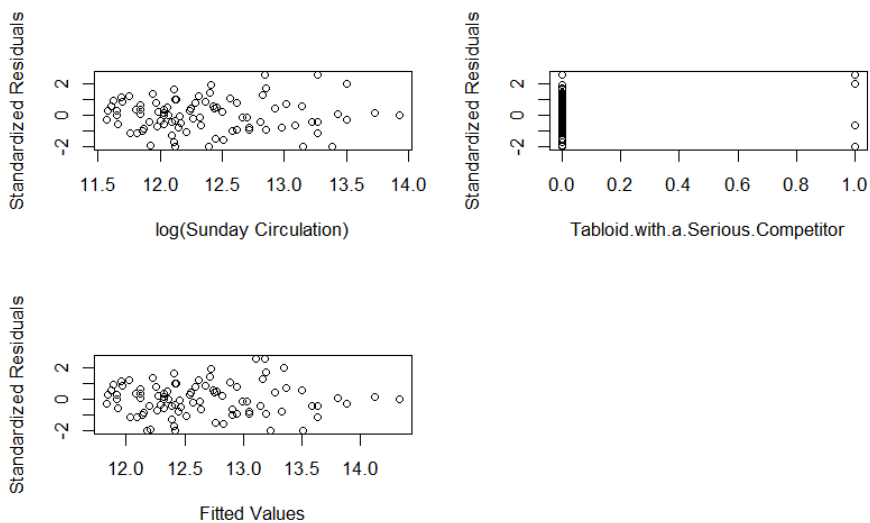 Standardized Residuals
2
0
-2
11.5 12.0 12.5 13.0 13.5 14.0
log(Sunday Circulation)
Standardized Residuals
2
0
-2
0.0 0.2 0.4 0.6 0.8 1.0
Tabloid.with.a.Serious.Competitor
Standardized Residuals
2
0
-2
12.0 12.5 13.0 13.5 14.0
Fitted Values